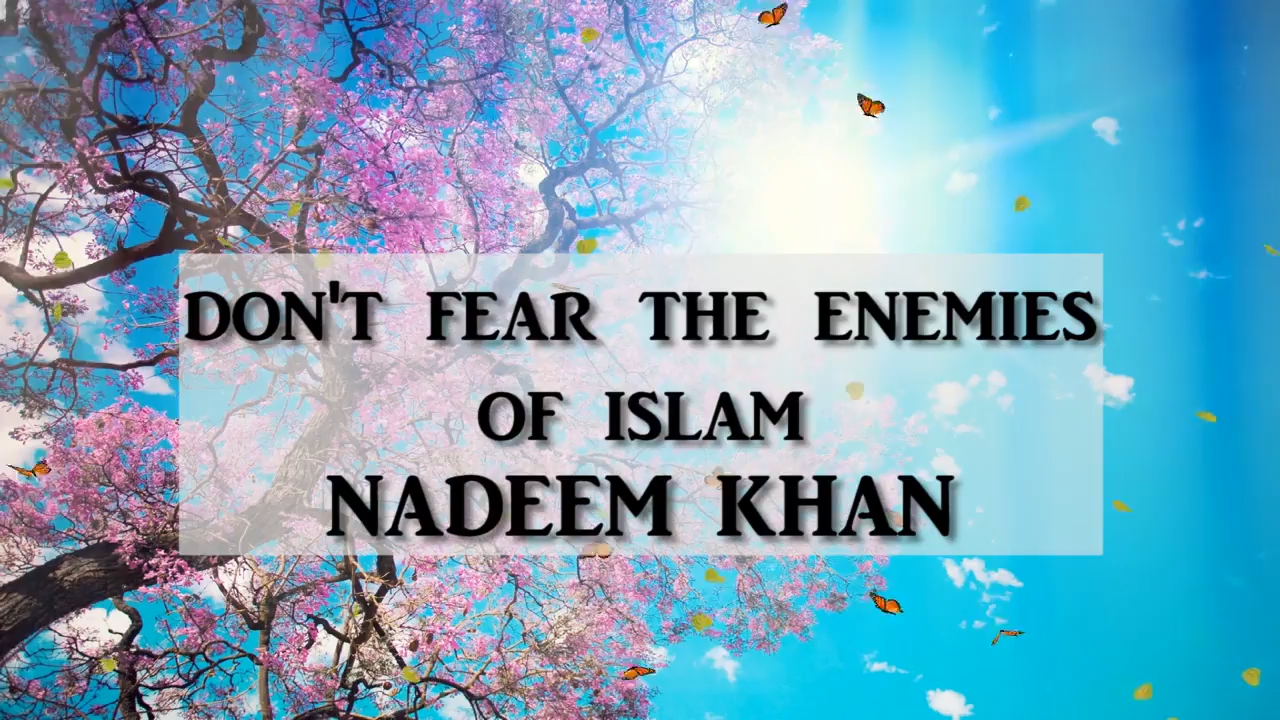 DON'T FEAR THE ENEMIES
OF ISLAM
NADEEM KHAN